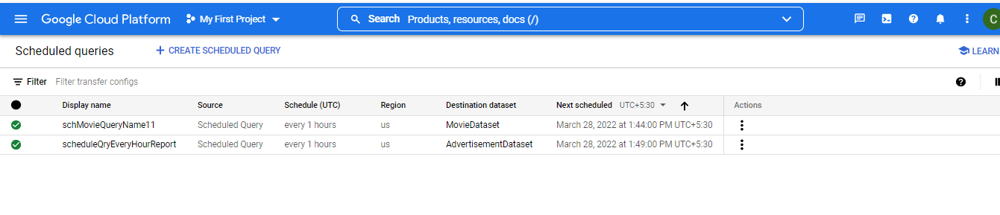 Google Cloud Platform My First Project Search Products, resources, docs (/) C
Scheduled queries CREATE SCHEDULED QUERY LEARN
Filter Filter transfer configs
Display name Source Schedule (UTC) Region Destination dataset Next scheduled UTC+5:30 Actions
schMovieQueryName11 Scheduled Query every 1 hours us MovieDataset March 28, 2022 at 1:44:00 PM UTC+5:30
scheduleQryEveryHourReport Scheduled Query every 1 hours us AdvertisementDataset March 28, 2022 at 1:49:00 PM UTC+5:30